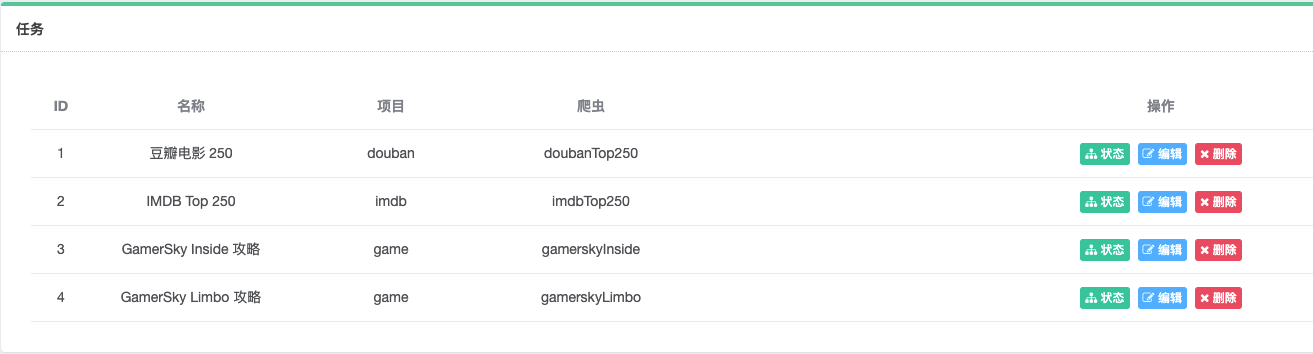 任务
ID 名称 项目 爬虫 操作
1 豆瓣电影 250 douban doubanTop250 状态 编辑 删除
2 IMDB Top 250 imdb imdbTop250 状态 编辑 删除
3 GamerSky Inside 攻略 game gamerskyInside 状态 编辑 删除
4 GamerSky Limbo 攻略 game gamerskyLimbo 状态 编辑 删除